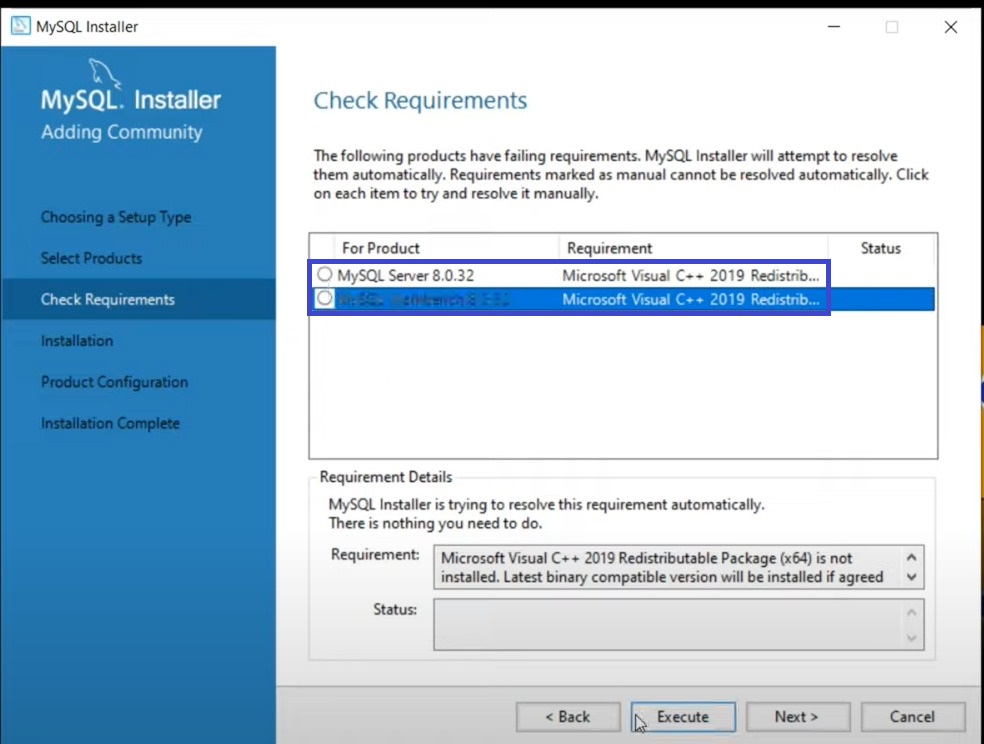 MySQL Installer
MySQL. Installer
Adding Community
Choosing a Setup Type
Select Products
Check Requirements
Installation
Product Configuration
Installation Complete
Check Requirements
The following products have failing requirements. MySQL Installer will attempt to resolve
them automatically. Requirements marked as manual cannot be resolved automatically. Click
on each item to try and resolve it manually.
For Product Requirement Status
MySQL Server 8.0.32 Microsoft Visual C++ 2019 Redistrib...
Microsoft Visual C++ 2019 Redistrib...
Requirement Details
MySQL Installer is trying to resolve this requirement automatically.
There is nothing you need to do.
Requirement: Microsoft Visual C++ 2019 Redistributable Package (x64) is not
installed. Latest binary compatible version will be installed if agreed
Status:
< Back Execute Next > Cancel